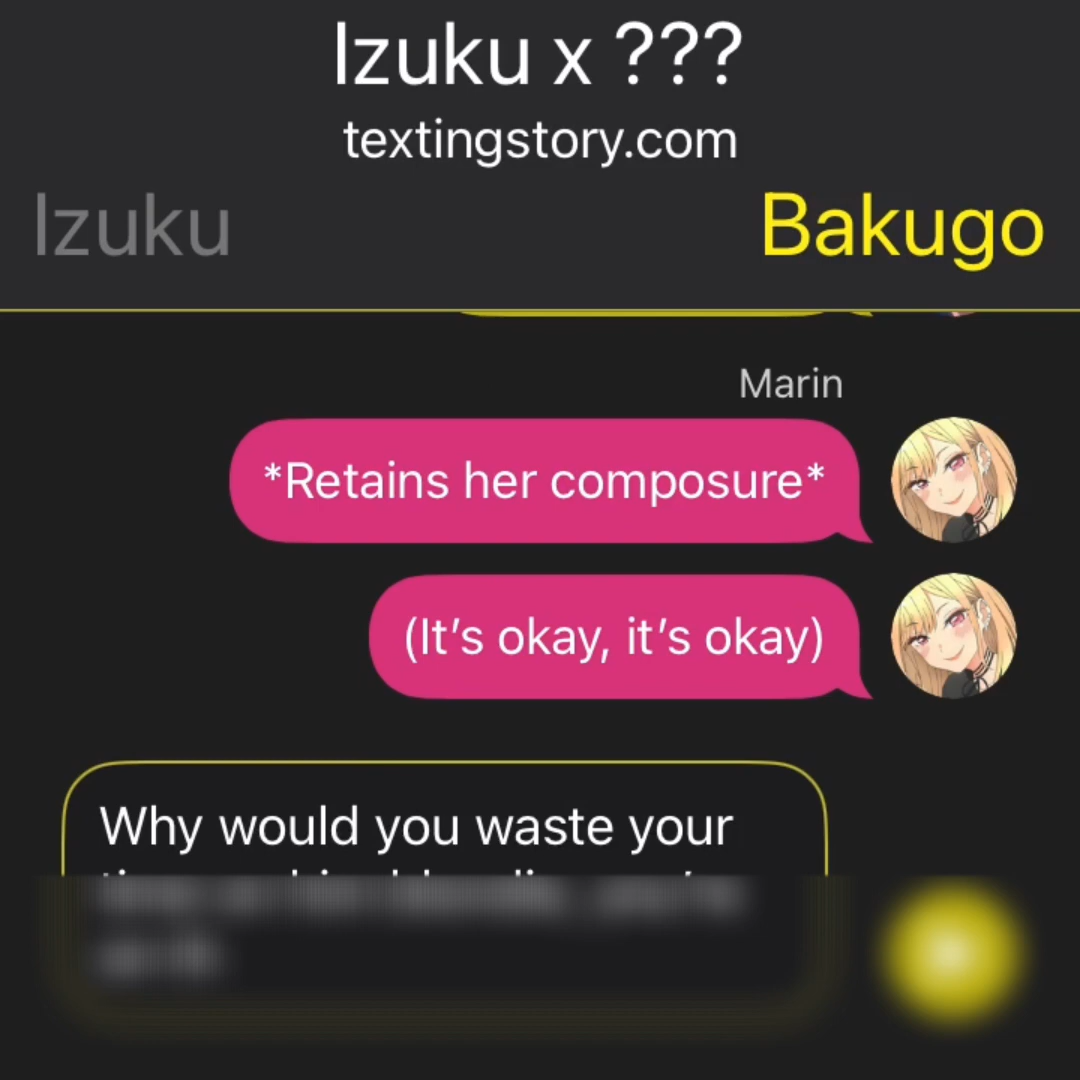 Izuku x ???
textingstory.com
Izuku
Bakugo
Marin
*Retains her composure*
(It’s okay, it’s okay)
Why would you waste your